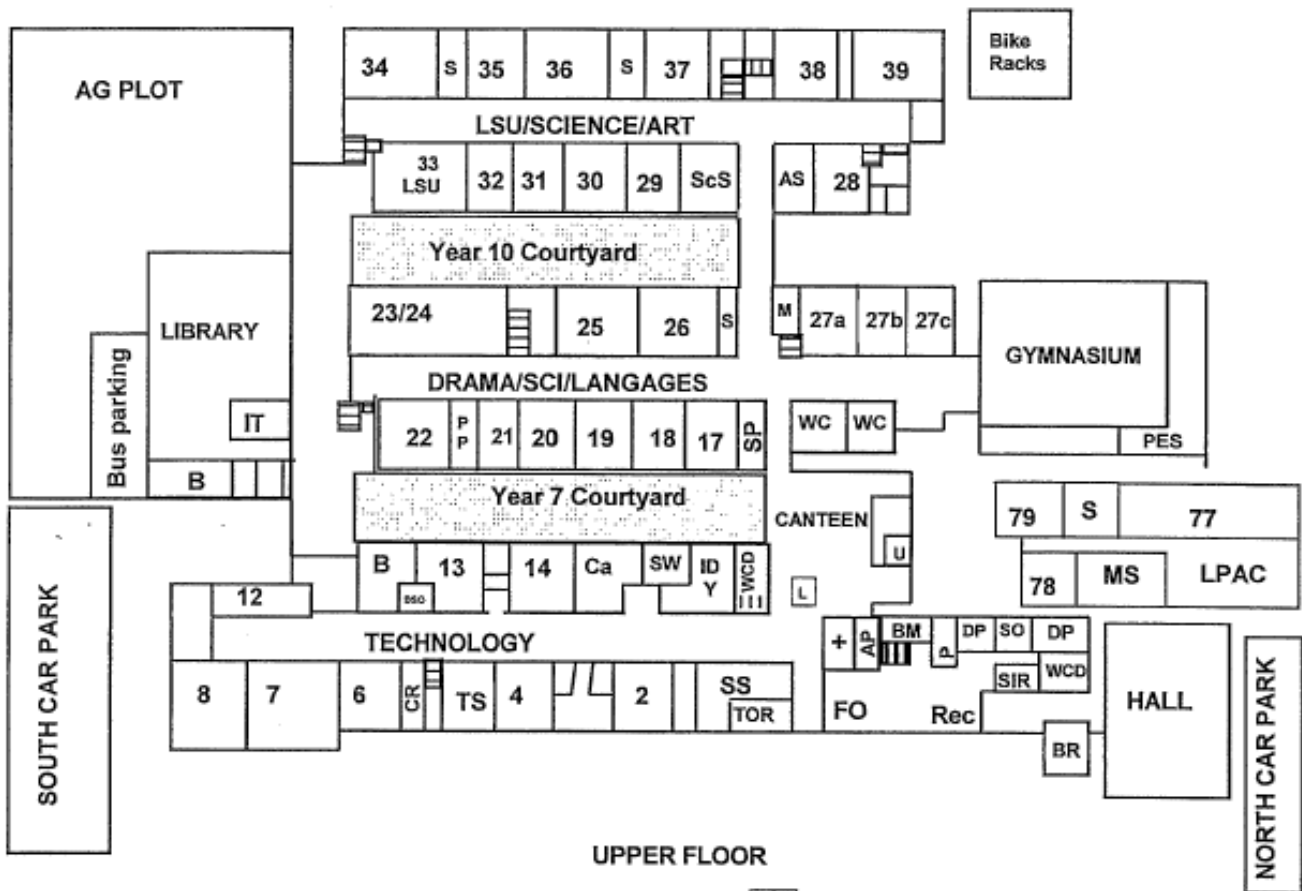 34
S
35
36
S
37
38
39
Bike
Racks
AG PLOT
LSU/SCIENCE/ART
33
LSU
32
31
30
29
ScS
AS
28
Year 10 Courtyard
23/24
25
26
S
M
27a
27b
27c
LIBRARY
GYMNASIUM
Bus parking
DRAMA/SCI/LANGAGES
IT
22
P
P
21
20
19
18
17
SP
WC
WC
PES
B
Year 7 Courtyard
CANTEEN
U
79
S
77
B
DSO
13
14
Ca
SW
ID
Y
WCD
L
78
MS
LPAC
12
SOUTH CAR PARK
TECHNOLOGY
+
AP
BM
P
DP
SO
DP
SIR
WCD
8
7
6
CR
TS
4
2
SS
TOR
FO
Rec
BR
HALL
NORTH CAR PARK
UPPER FLOOR